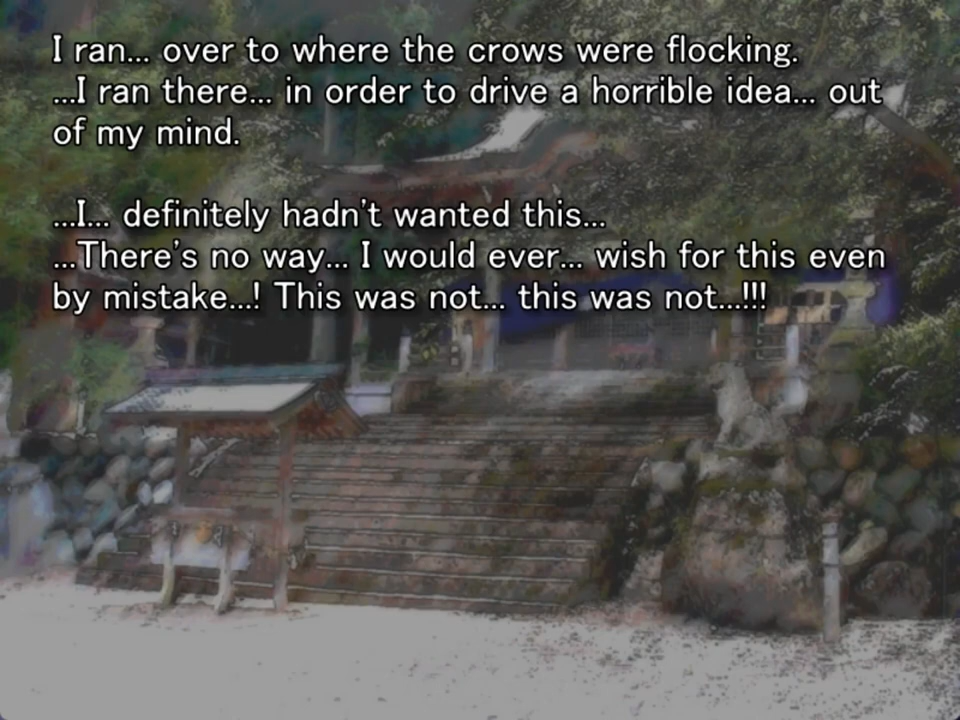 I ran... over to where the crows were flocking.
...I ran there... in order to drive a horrible idea... out
of my mind.
...I... definitely hadn't wanted this...
...There's no way... I would ever... wish for this even
by mistake...! This was not... this was not...!!!